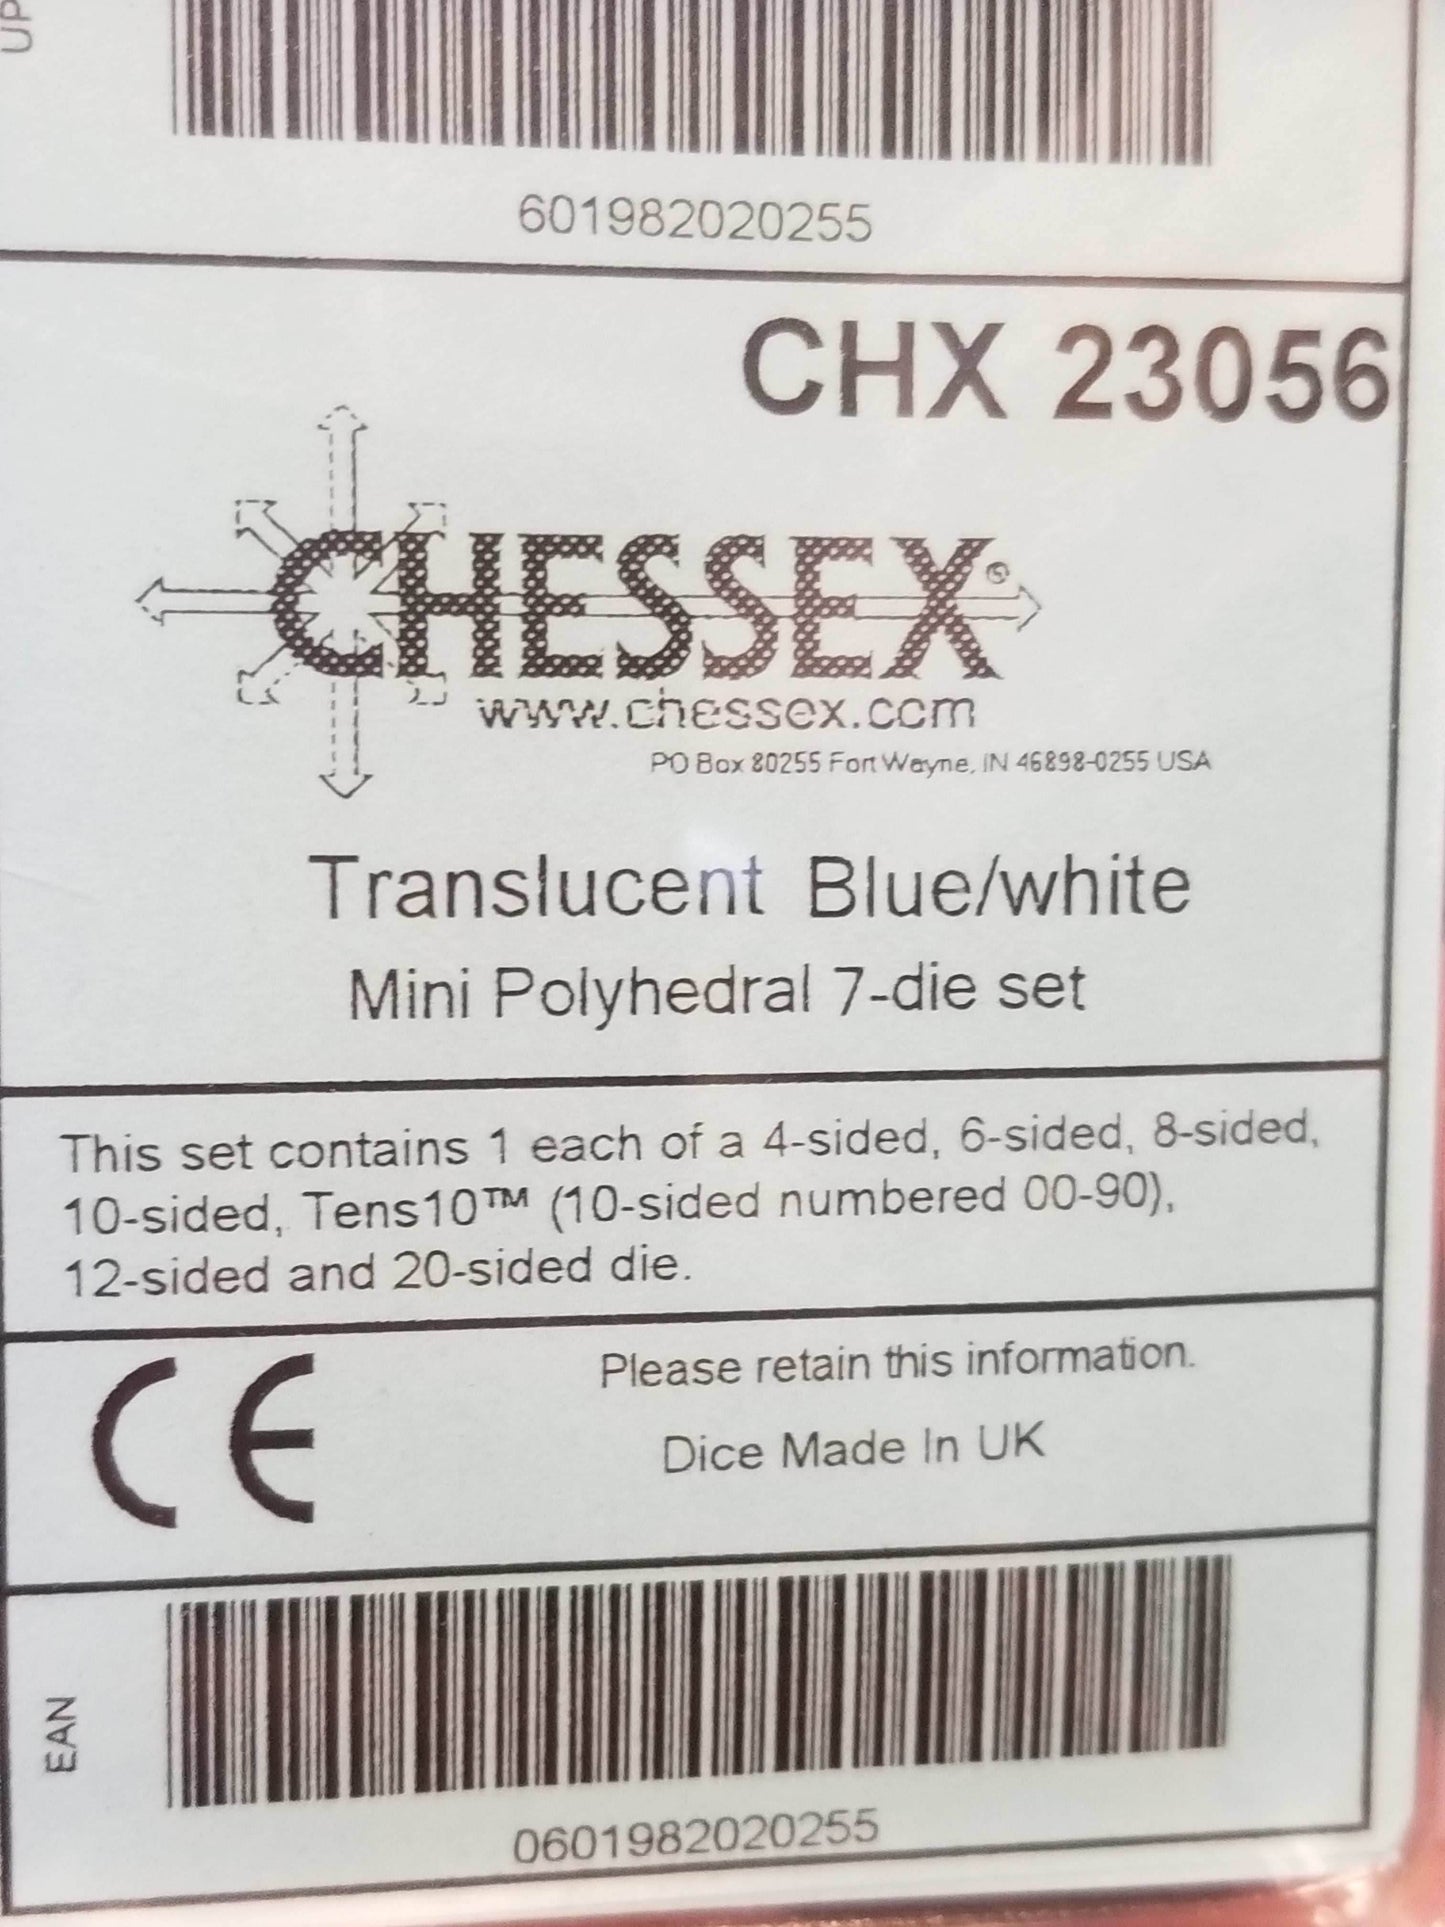 UP
601982020255
CHX 23056
CHESSEX®
www.chessex.com
PO Box 80255 Fort Wayne, IN 46898-0255 USA
Translucent Blue/white
Mini Polyhedral 7-die set
This set contains 1 each of a 4-sided, 6-sided, 8-sided,
10-sided, Tens10™ (10-sided numbered 00-90),
12-sided and 20-sided die.
CE
Please retain this information.
Dice Made In UK
EAN
0601982020255